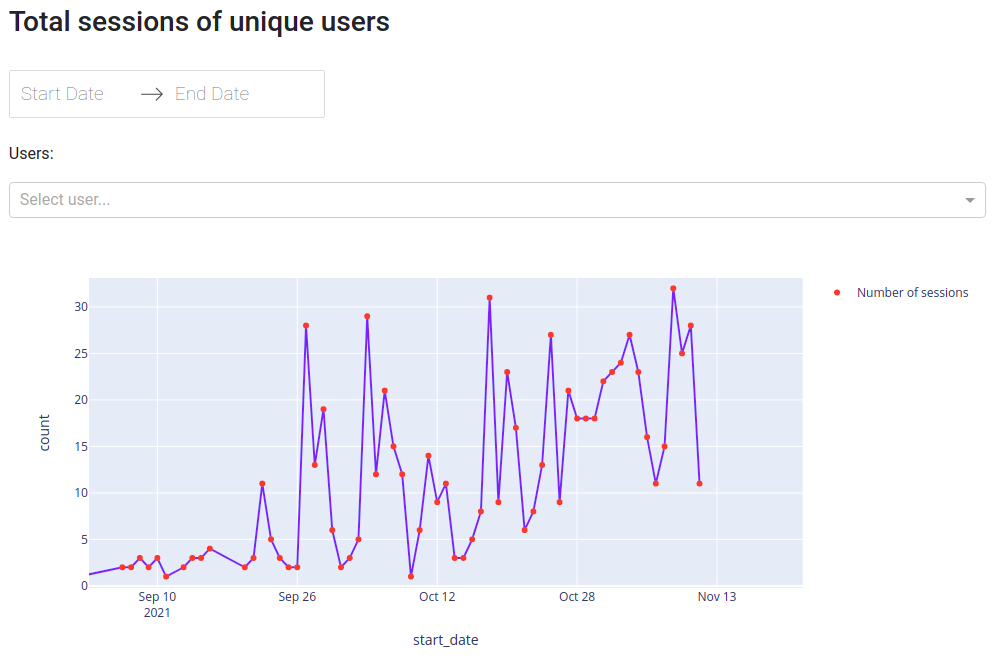 Total sessions of unique users
Start Date → End Date
Users:
Select user...
Number of sessions
30
25
20
15
10
5
0
count
Sep 10 Sep 26 Oct 12 Oct 28 Nov 13
2021
start_date